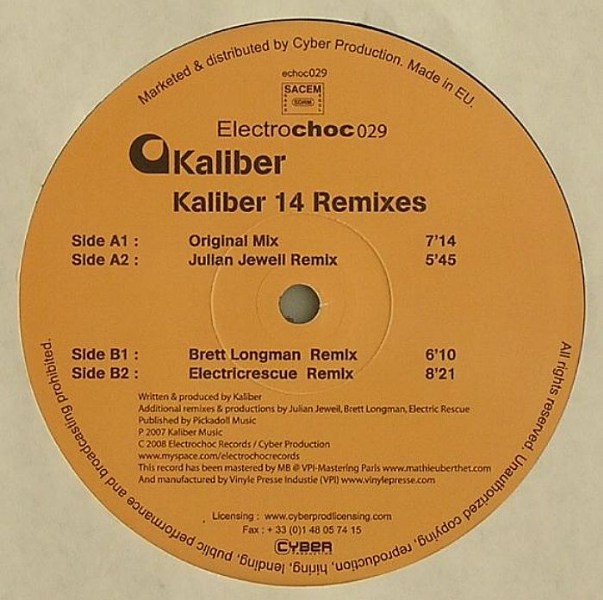 Marketed & distributed by Cyber Production. Made in EU.
echoc029
SACEM
SDRM
Electrochoc029
Kaliber
Kaliber 14 Remixes
Side A1 : Original Mix 7'14
Side A2 : Julian Jeweil Remix 5'45
Side B1 : Brett Longman Remix 6'10
Side B2 : Electricrescue Remix 8'21
Written & produced by Kaliber
Additional remixes & productions by Julian Jeweil, Brett Longman, Electric Rescue
Published by Pickadoll Music
P 2007 Kaliber Music
C 2008 Electrochoc Records / Cyber Production
www.myspace.com/electrochocrecords
This record has been mastered by MB @ VPI-Mastering Paris www.mathieuberthet.com
And manufactured by Vinyle Presse Industie (VPI) www.vinylepresse.com
Licensing : www.cyberprodlicensing.com
Fax : + 33 (0)1 48 05 74 15
CYBER
PRODUCTION
All rights reserved. Unauthorized copying, reproduction, hiring, lending, public performance and broadcasting prohibited.